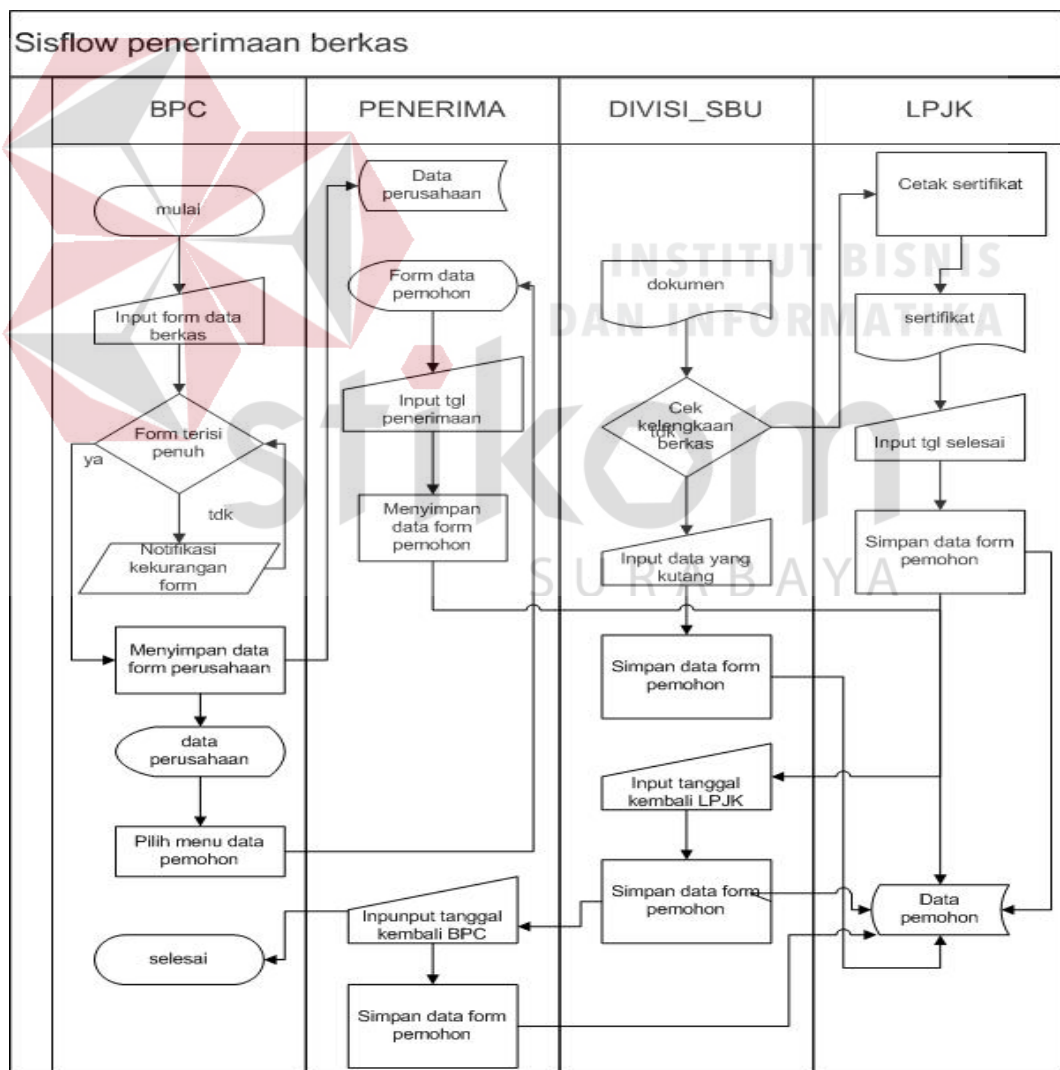 Sisflow penerimaan berkas
BPC
PENERIMA
DIVISI_SBU
LPJK
mulai
Input form data
berkas
Form terisi
penuh
ya
tdk
Notifikasi
kekurangan
form
Menyimpan data
form perusahaan
data
perusahaan
Pilih menu data
pemohon
selesai
Data
perusahaan
Form data
pemohon
Input tgl
penerimaan
Menyimpan
data form
pemohon
Inpunput tanggal
kembali BPC
Simpan data form
pemohon
dokumen
Cek
kelengkaan
berkas
tdk
Input data yang
kutang
Simpan data form
pemohon
Input tanggal
kembali LPJK
Simpan data form
pemohon
Cetak sertifikat
sertifikat
Input tgl selesai
Simpan data form
pemohon
Data
pemohon
INSTITUT BISNIS
DAN INFORMATIKA
stikom
SURABAYA